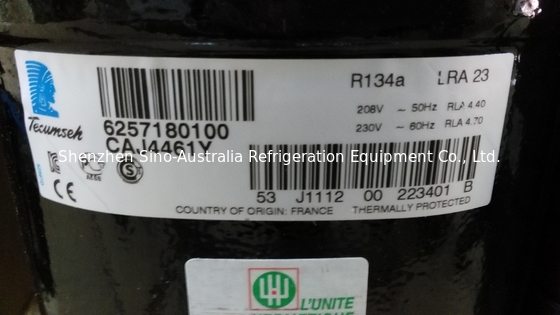 R134a LRA 23
208V ~ 50Hz RLA 4.40
230V ~ 60Hz RLA 4.70
Tecumseh
6257180100
CAJ4461Y
Shenzhen Sino-Australia Refrigeration Equipment Co., Ltd.
53 J1112 00 223401 B
COUNTRY OF ORIGIN: FRANCE THERMALLY PROTECTED
L'UNITE